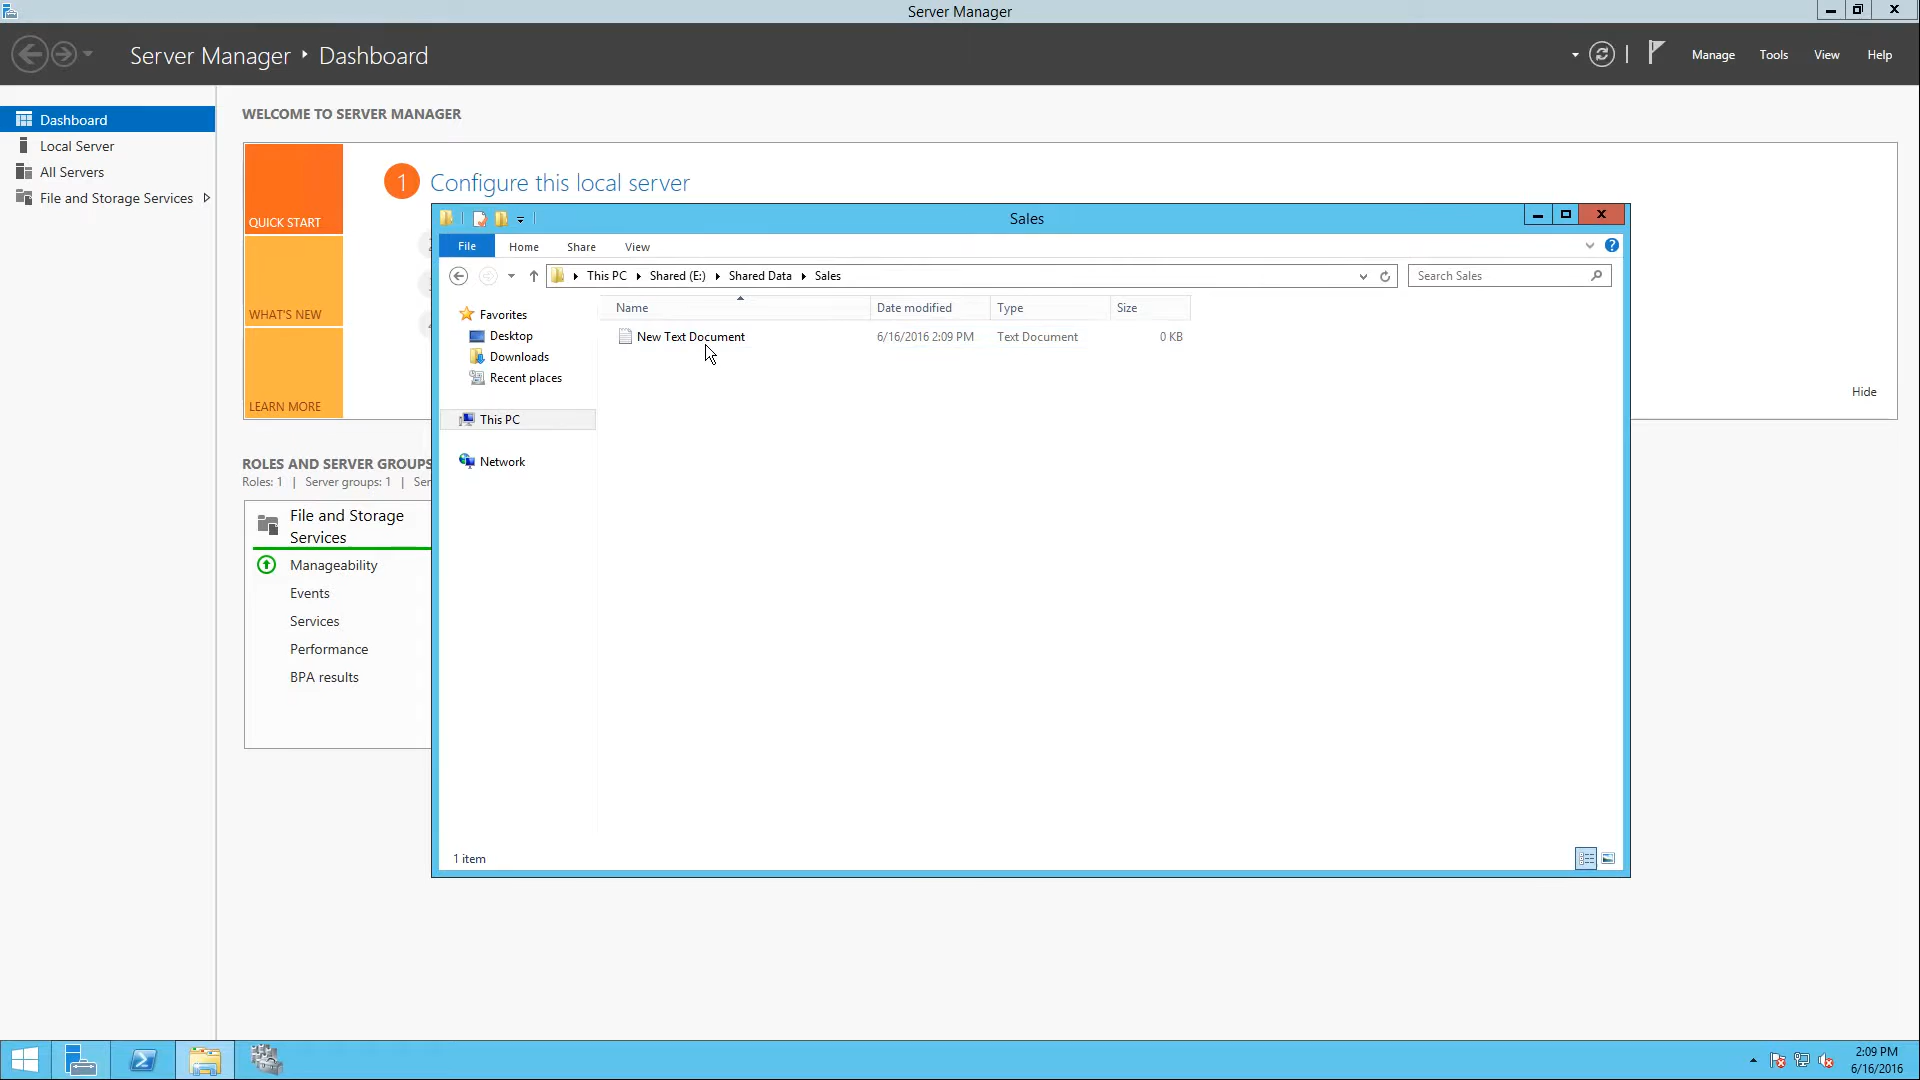 Server Manager
Server Manager ‣ Dashboard
Manage
Tools
View
Help
Dashboard
Local Server
All Servers
File and Storage Services
WELCOME TO SERVER MANAGER
QUICK START
WHAT'S NEW
LEARN MORE
1 Configure this local server
Hide
ROLES AND SERVER GROUPS
Roles: 1 | Server groups: 1 | Ser
File and Storage
Services
Manageability
Events
Services
Performance
BPA results
Sales
File
Home
Share
View
This PC
Shared (E:)
Shared Data
Sales
Search Sales
Favorites
Desktop
Downloads
Recent places
This PC
Network
Name
Date modified
Type
Size
New Text Document
6/16/2016 2:09 PM
Text Document
0 KB
1 item
2:09 PM
6/16/2016